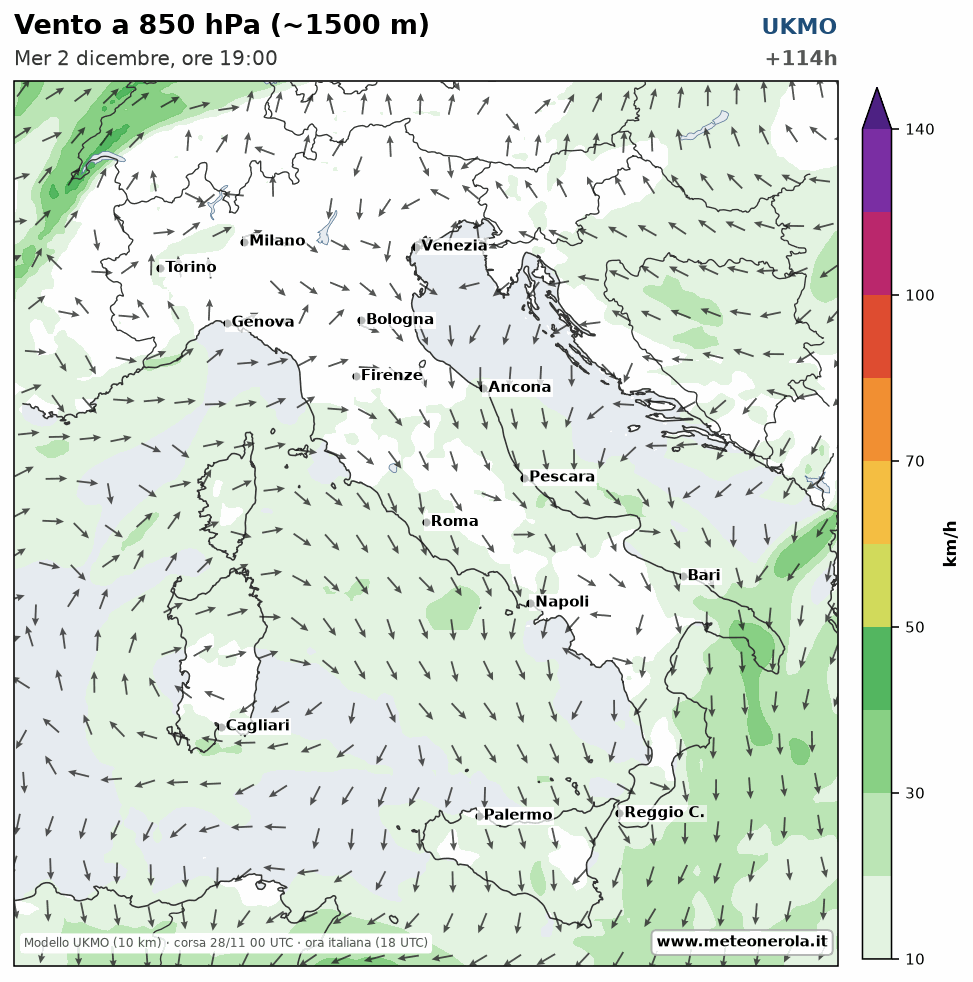 Vento a 850 hPa (~1500 m)
UKMO
Mer 2 dicembre, ore 19:00
+114h
Milano
Venezia
Torino
Genova
Bologna
Firenze
Ancona
Pescara
Roma
Bari
Napoli
Cagliari
Palermo
Reggio C.
Modello UKMO (10 km) · corsa 28/11 00 UTC · ora italiana (18 UTC)
www.meteonerola.it
140
100
70
50
30
10
km/h